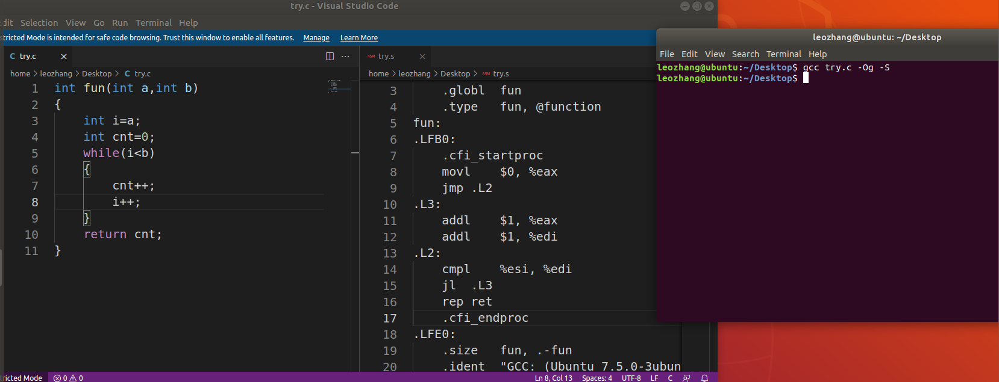 try.c - Visual Studio Code
dit Selection View Go Run Terminal Help
tricted Mode is intended for safe code browsing. Trust this window to enable all features. Manage Learn More
C try.c
home > leozhang > Desktop > C try.c
1 int fun(int a,int b)
2 {
3 int i=a;
4 int cnt=0;
5 while(i<b)
6 {
7 cnt++;
8 i++;
9 }
10 return cnt;
11 }
ASM try.s
home > leozhang > Desktop > ASM try.s
3 .globl fun
4 .type fun, @function
5 fun:
6 .LFB0:
7 .cfi_startproc
8 movl $0, %eax
9 jmp .L2
10 .L3:
11 addl $1, %eax
12 addl $1, %edi
13 .L2:
14 cmpl %esi, %edi
15 jl .L3
16 rep ret
17 .cfi_endproc
18 .LFE0:
19 .size fun, .-fun
20 .ident "GCC: (Ubuntu 7.5.0-3ubun
tricted Mode 0 0 Ln 8, Col 13 Spaces: 4 UTF-8 LF C
leozhang@ubuntu: ~/Desktop
File Edit View Search Terminal Help
leozhang@ubuntu:~/Desktop$ gcc try.c -Og -S
leozhang@ubuntu:~/Desktop$